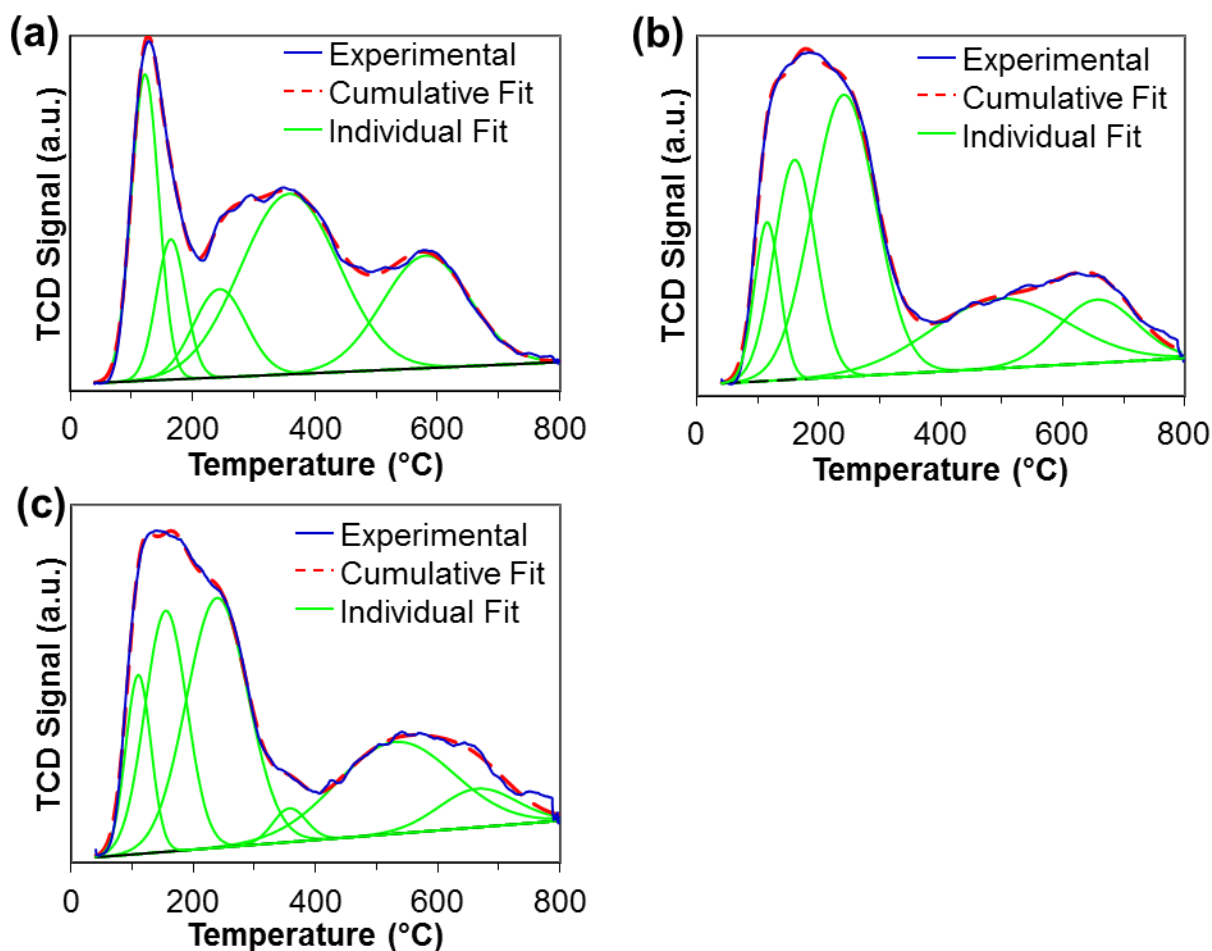 (a)
Experimental
Cumulative Fit
Individual Fit
TCD Signal (a.u.)
0 200 400 600 800
Temperature (°C)
(b)
Experimental
Cumulative Fit
Individual Fit
TCD Signal (a.u.)
0 200 400 600 800
Temperature (°C)
(c)
Experimental
Cumulative Fit
Individual Fit
TCD Signal (a.u.)
0 200 400 600 800
Temperature (°C)